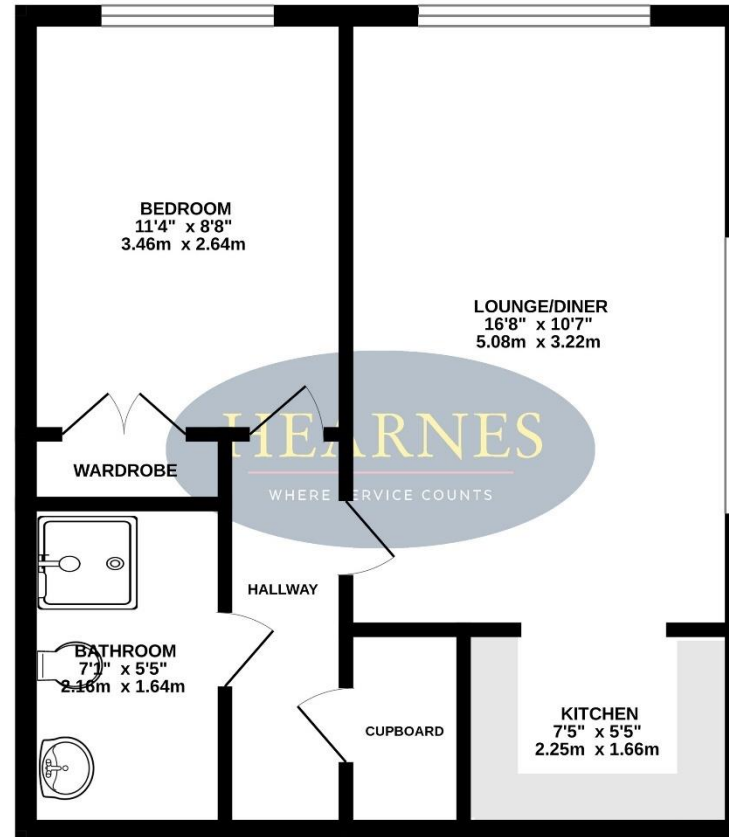 BEDROOM
11'4" x 8'8"
3.46m x 2.64m
LOUNGE/DINER
16'8" x 10'7"
5.08m x 3.22m
HEARNES
WHERE SERVICE COUNTS
WARDROBE
HALLWAY
BATHROOM
7'1" x 5'5"
2.16m x 1.64m
CUPBOARD
KITCHEN
7'5" x 5'5"
2.25m x 1.66m